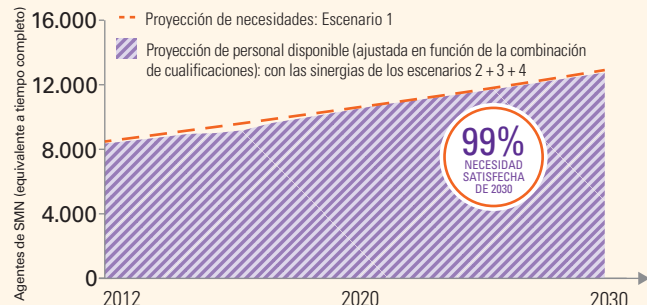 Agentes de SMN (equivalente a tiempo completo)
16.000
12.000
8.000
4.000
0
Proyección de necesidades: Escenario 1
Proyección de personal disponible (ajustada en función de la combinación
de cualificaciones): con las sinergias de los escenarios 2 + 3 + 4
99%
NECESIDAD
SATISFECHA
DE 2030
2012
2020
2030